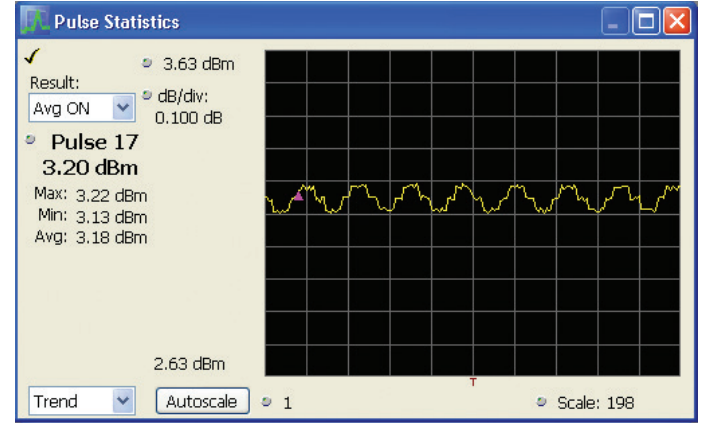 Pulse Statistics
3.63 dBm
Result:
Avg ON
dB/div:
0.100 dB
Pulse 17
3.20 dBm
Max: 3.22 dBm
Min: 3.13 dBm
Avg: 3.18 dBm
2.63 dBm
T
Trend
Autoscale
1
Scale: 198